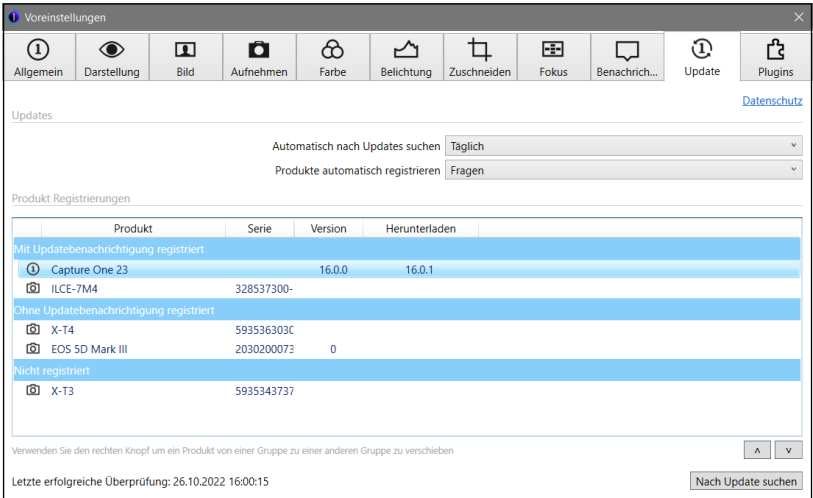 Voreinstellungen
Allgemein Darstellung Bild Aufnehmen Farbe Belichtung Zuschneiden Fokus Benachrich... Update Plugins
Datenschutz
Updates
Automatisch nach Updates suchen Täglich
Produkte automatisch registrieren Fragen
Produkt Registrierungen
Produkt Serie Version Herunterladen
Mit Updatebenachrichtigung registriert
Capture One 23 16.0.0 16.0.1
ILCE-7M4 328537300-
Ohne Updatebenachrichtigung registriert
X-T4 593536303C
EOS 5D Mark III 2030200073 0
Nicht registriert
X-T3 5935343737
Verwenden Sie den rechten Knopf um ein Produkt von einer Gruppe zu einer anderen Gruppe zu verschieben
Letzte erfolgreiche Überprüfung: 26.10.2022 16:00:15 Nach Update suchen